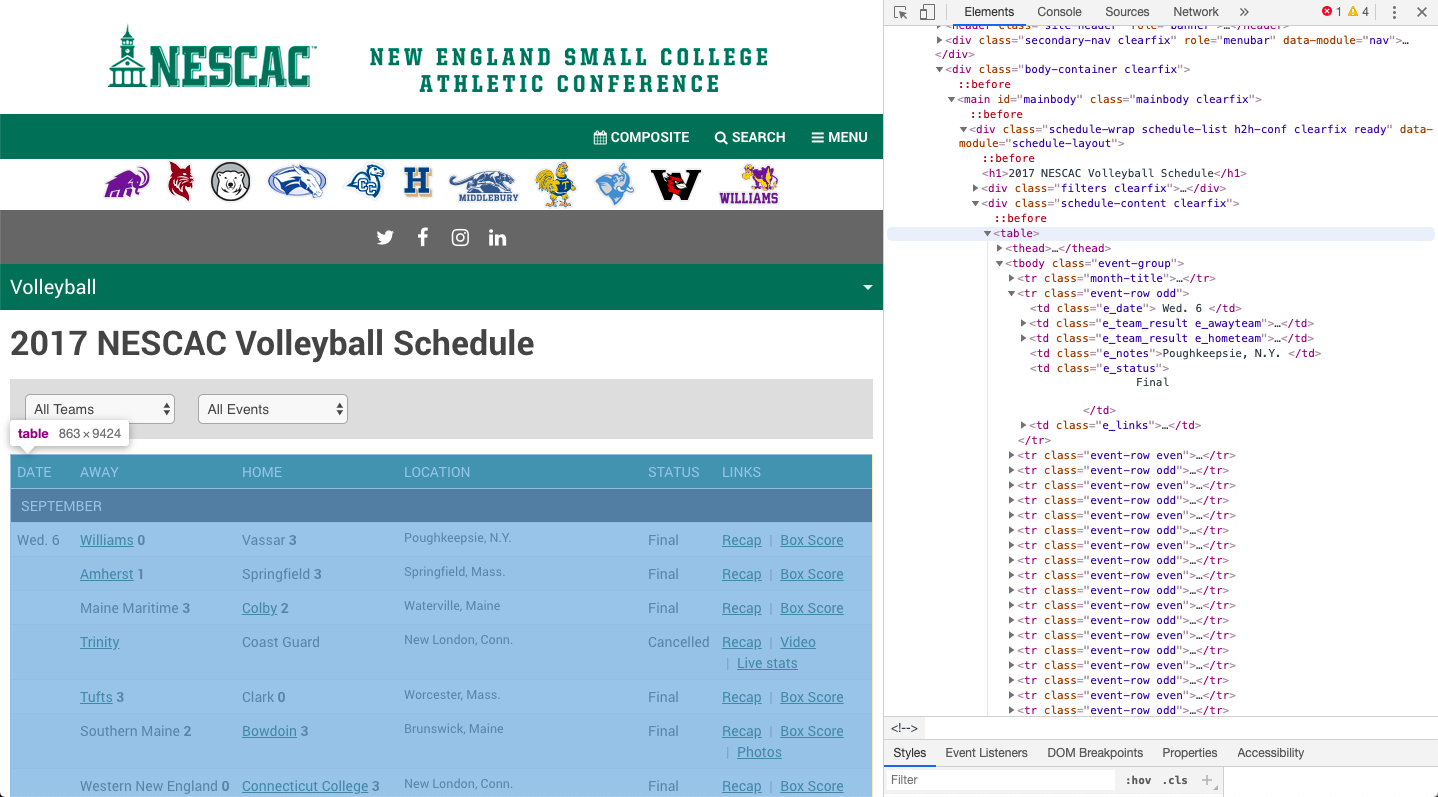 NESCAC™
NEW ENGLAND SMALL COLLEGE
ATHLETIC CONFERENCE
COMPOSITE SEARCH MENU
H MIDDLEBURY W WILLIAMS
Volleyball
2017 NESCAC Volleyball Schedule
All Teams All Events
table 863 × 9424
DATE AWAY HOME LOCATION STATUS LINKS
SEPTEMBER
Wed. 6 Williams 0 Vassar 3 Poughkeepsie, N.Y. Final Recap | Box Score
Amherst 1 Springfield 3 Springfield, Mass. Final Recap | Box Score
Maine Maritime 3 Colby 2 Waterville, Maine Final Recap | Box Score
Trinity Coast Guard New London, Conn. Cancelled Recap | Video
| Live stats
Tufts 3 Clark 0 Worcester, Mass. Final Recap | Box Score
Southern Maine 2 Bowdoin 3 Brunswick, Maine Final Recap | Box Score
| Photos
Western New England 0 Connecticut College 3 New London, Conn. Final Recap | Box Score
Elements Console Sources Network » 1 4
<header class="site-header" role="banner">…</header>
<div class="secondary-nav clearfix" role="menubar" data-module="nav">…
</div>
<div class="body-container clearfix">
::before
<main id="mainbody" class="mainbody clearfix">
::before
<div class="schedule-wrap schedule-list h2h-conf clearfix ready" data-
module="schedule-layout">
::before
<h1>2017 NESCAC Volleyball Schedule</h1>
<div class="filters clearfix">…</div>
<div class="schedule-content clearfix">
::before
<table>
<thead>…</thead>
<tbody class="event-group">
<tr class="month-title">…</tr>
<tr class="event-row odd">
<td class="e_date"> Wed. 6 </td>
<td class="e_team_result e_awayteam">…</td>
<td class="e_team_result e_hometeam">…</td>
<td class="e_notes">Poughkeepsie, N.Y. </td>
<td class="e_status">
Final
</td>
<td class="e_links">…</td>
</tr>
<tr class="event-row even">…</tr>
<tr class="event-row odd">…</tr>
<tr class="event-row even">…</tr>
<tr class="event-row odd">…</tr>
<tr class="event-row even">…</tr>
<tr class="event-row odd">…</tr>
<tr class="event-row even">…</tr>
<tr class="event-row odd">…</tr>
<tr class="event-row even">…</tr>
<tr class="event-row odd">…</tr>
<tr class="event-row even">…</tr>
<tr class="event-row odd">…</tr>
<tr class="event-row even">…</tr>
<tr class="event-row odd">…</tr>
<tr class="event-row even">…</tr>
<tr class="event-row odd">…</tr>
<tr class="event-row even">…</tr>
<tr class="event-row odd">…</tr>
<!-->
Styles Event Listeners DOM Breakpoints Properties Accessibility
Filter :hov .cls +